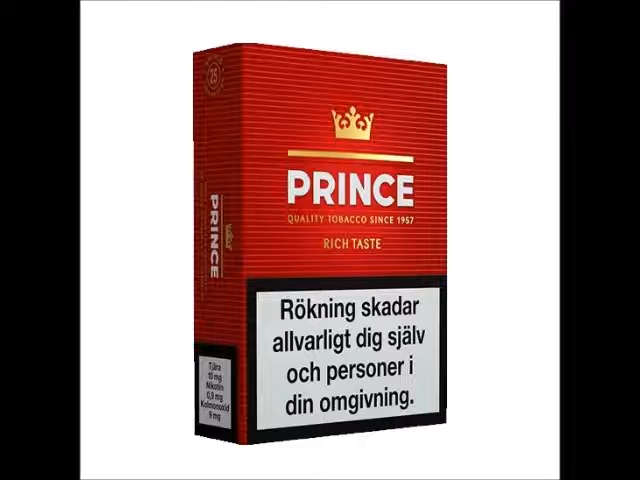 25
PRINCE
QUALITY TOBACCO SINCE 1957
RICH TASTE
Rökning skadar
allvarligt dig själv
och personer i
din omgivning.
PRINCE
Tjära
10 mg
Nikotin
0,9 mg
Kolmonoxid
9 mg